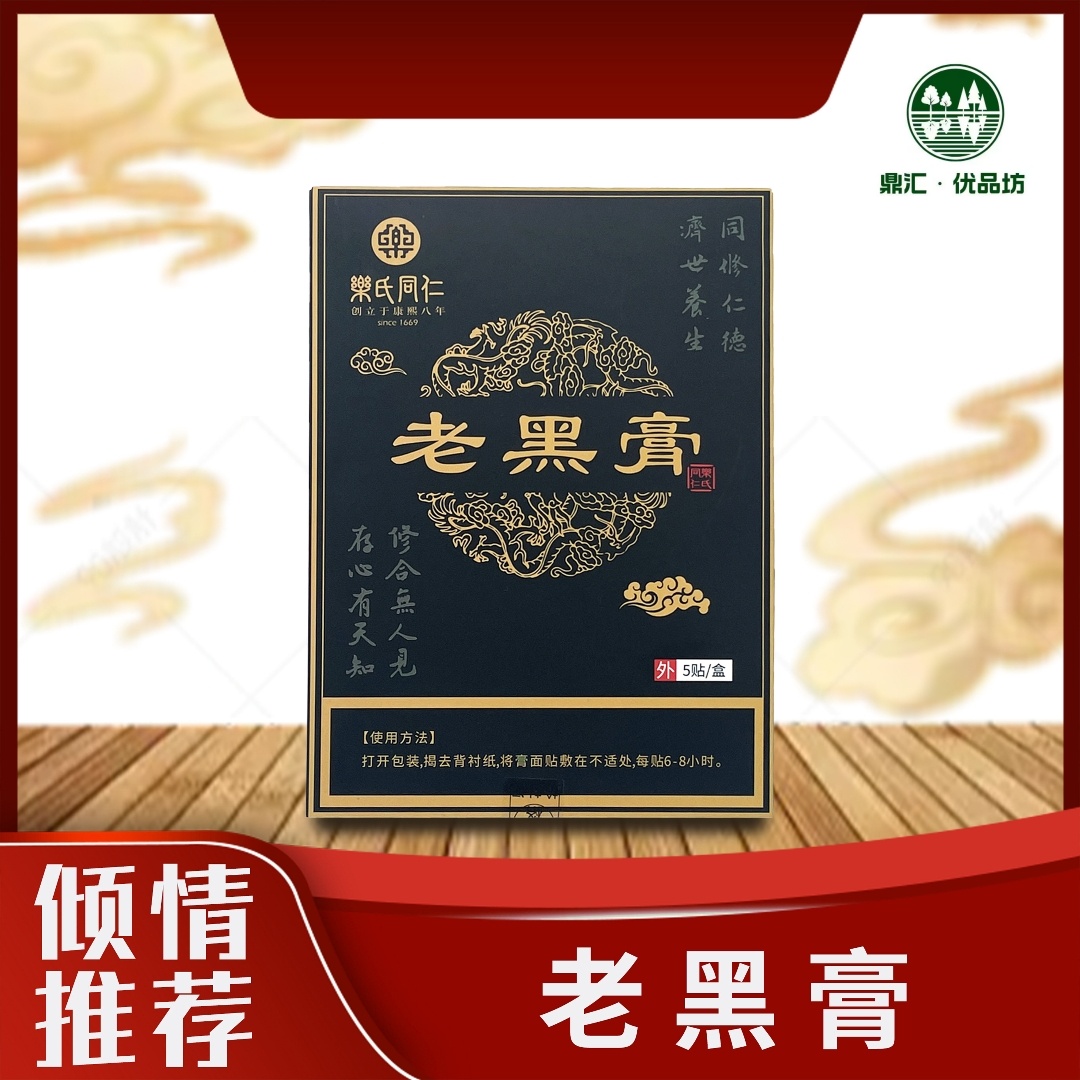 鼎汇·优品坊
樂氏同仁
创立于康熙八年
since 1669
同修仁德
濟世養生
老黑膏
樂氏同仁
修合無人見
存心有天知
外 5贴/盒
【使用方法】
打开包装,揭去背衬纸,将膏面贴敷在不适处,每贴6-8小时。
倾情
推荐
老黑膏